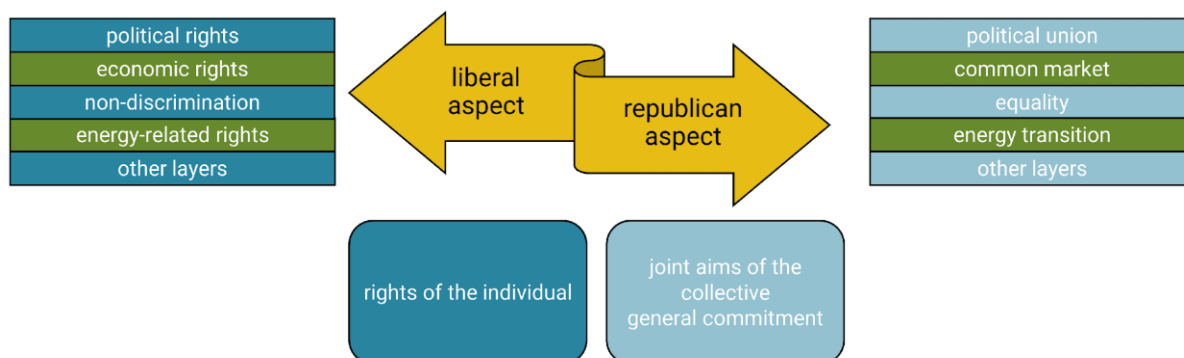 political rights
economic rights
non-discrimination
energy-related rights
other layers
liberal
aspect
republican
aspect
political union
common market
equality
energy transition
other layers
rights of the individual
joint aims of the
collective
general commitment